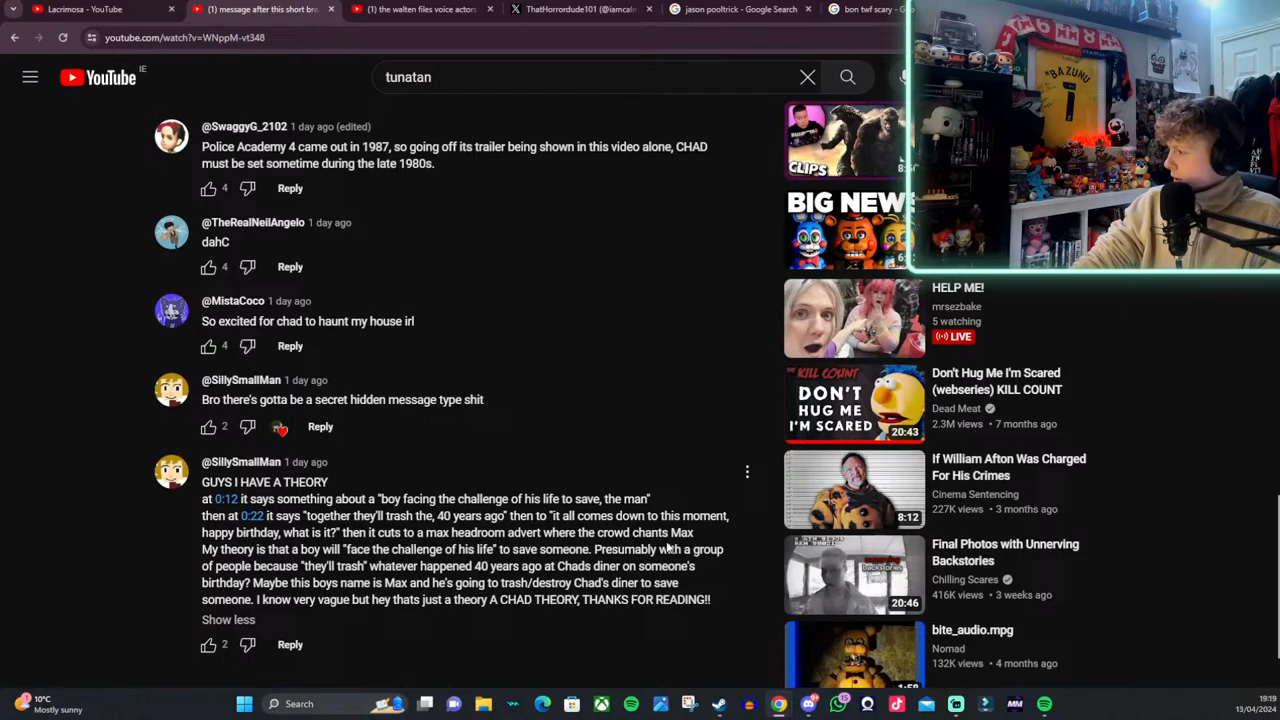 Lacrimosa - YouTube
(1) message after this short bre
(1) the walten files voice actors
ThatHorrordude101 (@iamcalm
jason pooltrick - Google Search
bon twf scary - G
youtube.com/watch?v=WNppM-vt348
YouTube IE
tunatan
@SwaggyG_2102 1 day ago (edited)
Police Academy 4 came out in 1987, so going off its trailer being shown in this video alone, CHAD
must be set sometime during the late 1980s.
4 Reply
@TheRealNeilAngelo 1 day ago
dahC
4 Reply
@MistaCoco 1 day ago
So excited for chad to haunt my house irl
4 Reply
@SillySmallMan 1 day ago
Bro there's gotta be a secret hidden message type shit
2 Reply
@SillySmallMan 1 day ago
GUYS I HAVE A THEORY
at 0:12 it says something about a "boy facing the challenge of his life to save, the man"
then at 0:22 it says "together they'll trash the, 40 years ago" then to "it all comes down to this moment,
happy birthday, what is it?" then it cuts to a max headroom advert where the crowd chants Max
My theory is that a boy will "face the challenge of his life" to save someone. Presumably with a group
of people because "they'll trash" whatever happened 40 years ago at Chads diner on someone's
birthday? Maybe this boys name is Max and he's going to trash/destroy Chad's diner to save
someone. I know very vague but hey thats just a theory A CHAD THEORY, THANKS FOR READING!!
Show less
2 Reply
CLIPS
BIG NEW
BAZUNU
1
HELP ME!
mrsezbake
5 watching
LIVE
THE KILL COUNT
DON'T
HUG ME
I'M SCARED
20:43
Don't Hug Me I'm Scared
(webseries) KILL COUNT
Dead Meat
2.3M views • 7 months ago
8:12
If William Afton Was Charged
For His Crimes
Cinema Sentencing
227K views • 3 months ago
20:46
Final Photos with Unnerving
Backstories
Chilling Scares
416K views • 3 weeks ago
1:58
bite_audio.mpg
Nomad
132K views • 4 months ago
10°C
Mostly sunny
Search
15
MM
19:19
13/04/2024